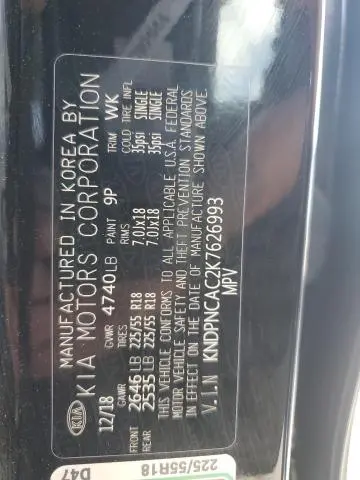 KIA
MANUFACTURED IN KOREA BY
KIA MOTORS CORPORATION
12/18 GVWR 4740LB PAINT 9P TRIM WK
GAWR TIRES RIMS COLD TIRE INFL
FRONT 2646LB 225/55 R18 7.0Jx18 35psi SINGLE
REAR 2535LB 225/55 R18 7.0Jx18 35psi SINGLE
THIS VEHICLE CONFORMS TO ALL APPLICABLE U.S.A. FEDERAL
MOTOR VEHICLE SAFETY AND THEFT PREVENTION STANDARDS
IN EFFECT ON THE DATE OF MANUFACTURE SHOWN ABOVE.
V.I.N KNDPNCAC2K7626993
MPV
225/55R18
D47